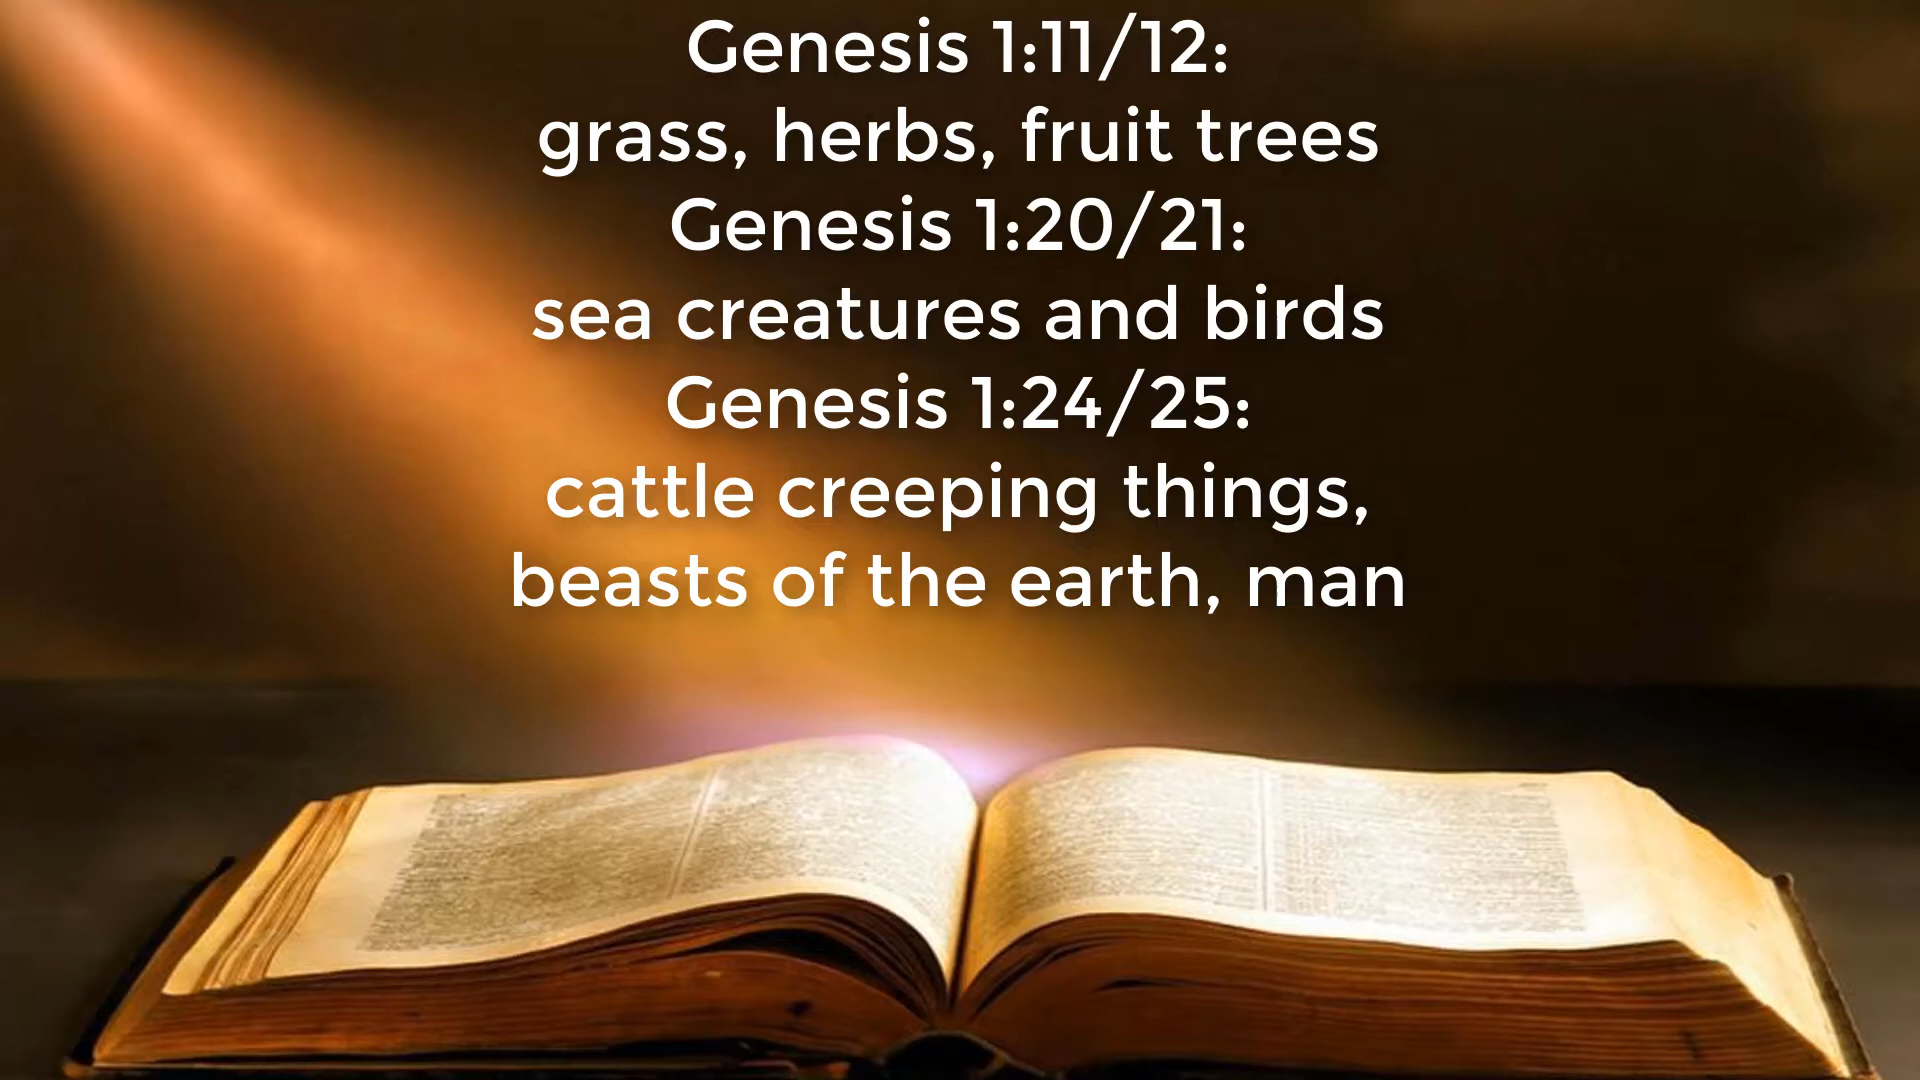 Genesis 1:11/12:
grass, herbs, fruit trees
Genesis 1:20/21:
sea creatures and birds
Genesis 1:24/25:
cattle creeping things,
beasts of the earth, man